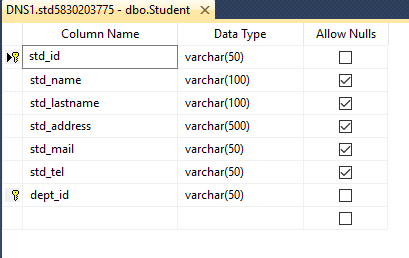 DNS1.std5830203775 - dbo.Student
Column Name Data Type Allow Nulls
std_id varchar(50)
std_name varchar(100)
std_lastname varchar(100)
std_address varchar(500)
std_mail varchar(50)
std_tel varchar(50)
dept_id varchar(50)